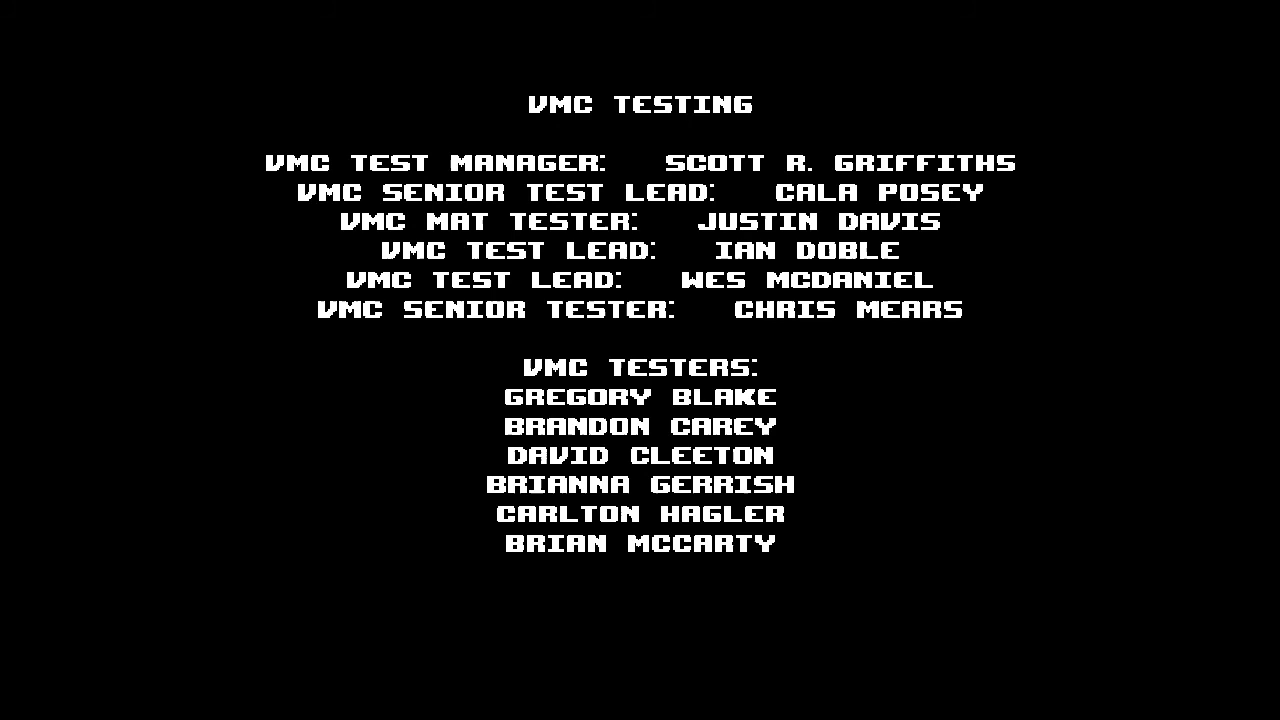 VMC TESTING
VMC TEST MANAGER: SCOTT R. GRIFFITHS
VMC SENIOR TEST LEAD: CALA POSEY
VMC MAT TESTER: JUSTIN DAVIS
VMC TEST LEAD: IAN DOBLE
VMC TEST LEAD: WES MCDANIEL
VMC SENIOR TESTER: CHRIS MEARS
VMC TESTERS:
GREGORY BLAKE
BRANDON CAREY
DAVID CLEETON
BRIANNA GERRISH
CARLTON HAGLER
BRIAN MCCARTY